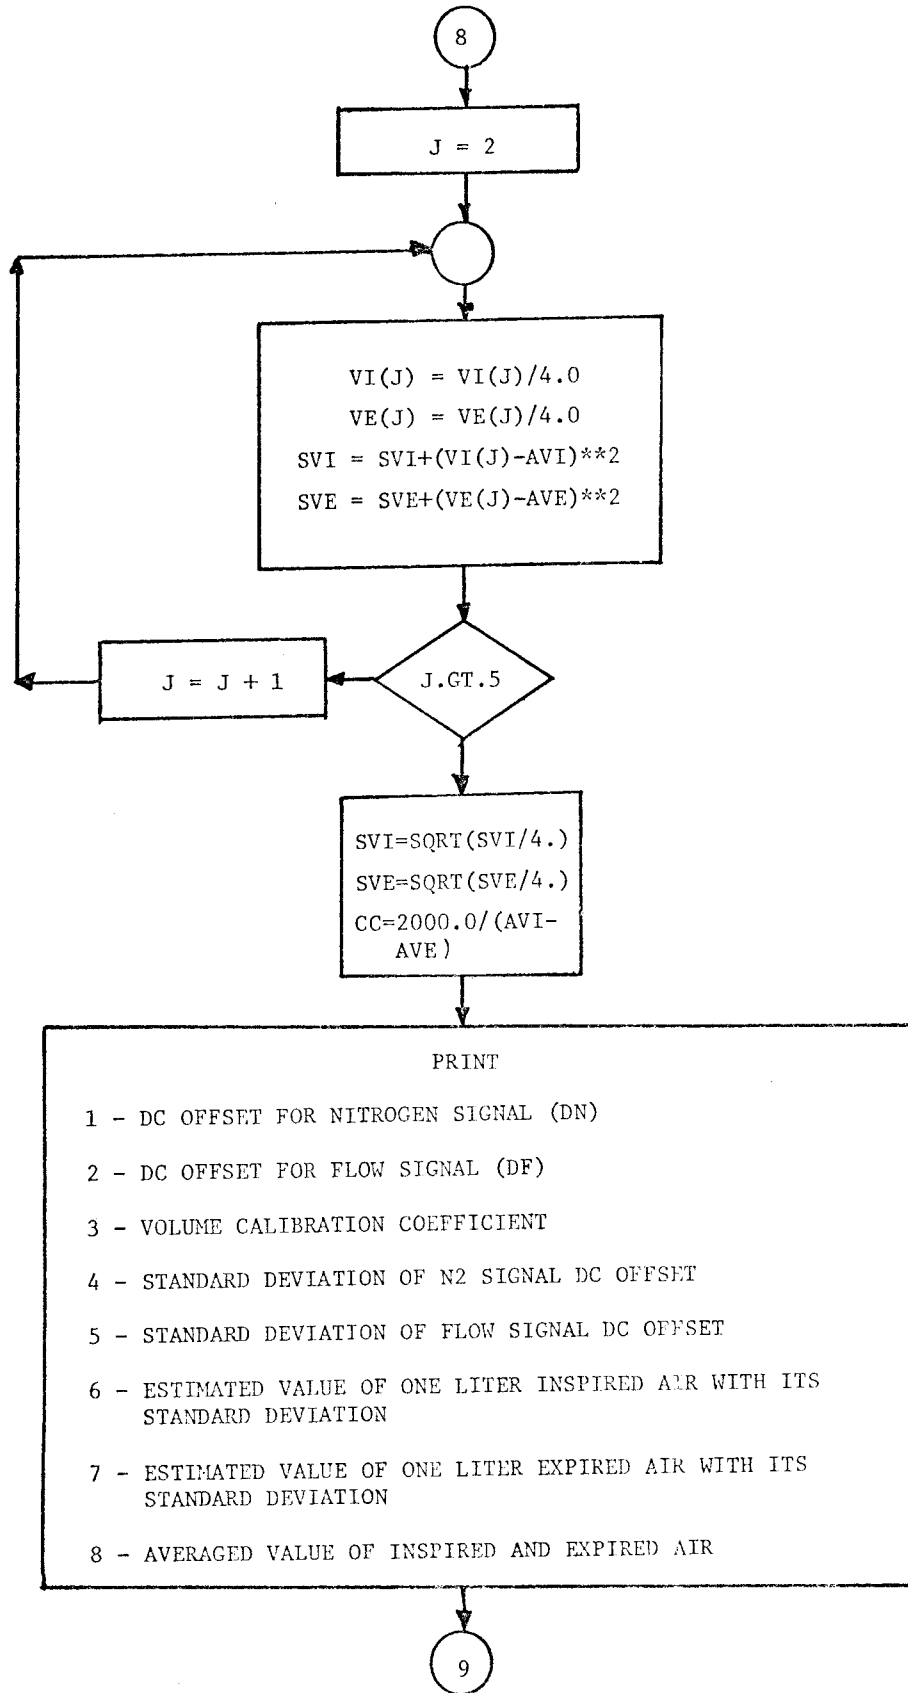 8
J = 2
VI(J) = VI(J)/4.0
VE(J) = VE(J)/4.0
SVI = SVI+(VI(J)-AVI)**2
SVE = SVE+(VE(J)-AVE)**2
J = J + 1
J.GT.5
SVI=SQRT(SVI/4.)
SVE=SQRT(SVE/4.)
CC=2000.0/(AVI-
AVE)
PRINT
1 - DC OFFSET FOR NITROGEN SIGNAL (DN)
2 - DC OFFSET FOR FLOW SIGNAL (DF)
3 - VOLUME CALIBRATION COEFFICIENT
4 - STANDARD DEVIATION OF N2 SIGNAL DC OFFSET
5 - STANDARD DEVIATION OF FLOW SIGNAL DC OFFSET
6 - ESTIMATED VALUE OF ONE LITER INSPIRED AIR WITH ITS
STANDARD DEVIATION
7 - ESTIMATED VALUE OF ONE LITER EXPIRED AIR WITH ITS
STANDARD DEVIATION
8 - AVERAGED VALUE OF INSPIRED AND EXPIRED AIR
9